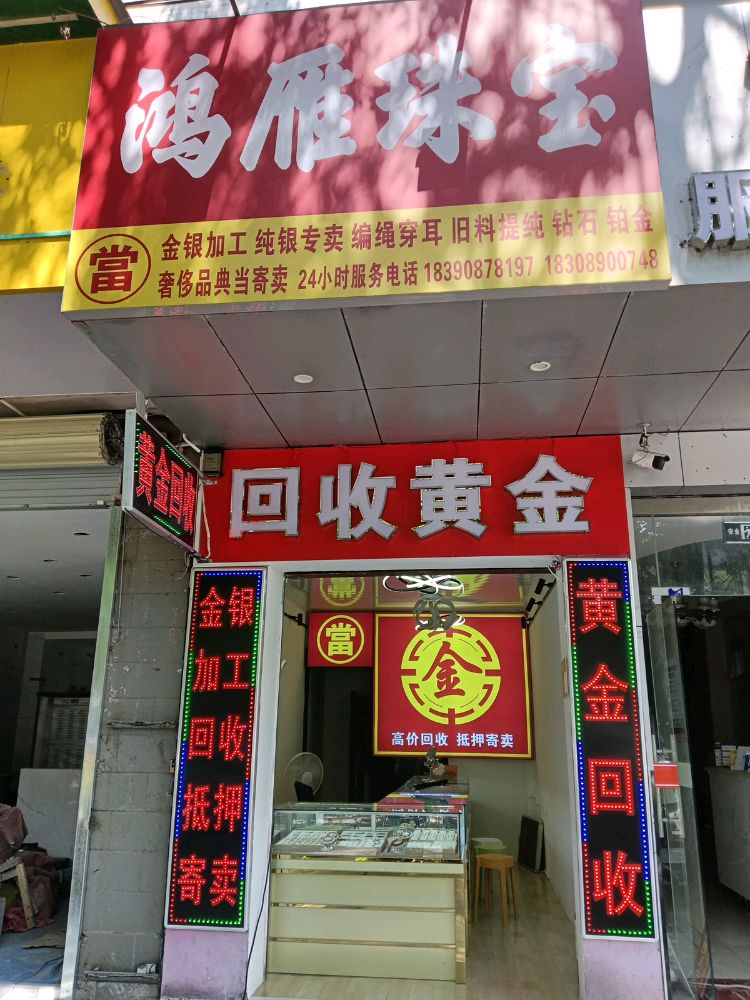 鸿雁珠宝
當
金银加工 纯银专卖 编绳穿耳 旧料提纯 钻石 铂金
奢侈品典当寄卖 24小时服务电话 18390878197 18308900748
服
黄金回收
回收黄金
金银
加工
回收
抵押
寄卖
當
金
高价回收 抵押寄卖
黄金回收